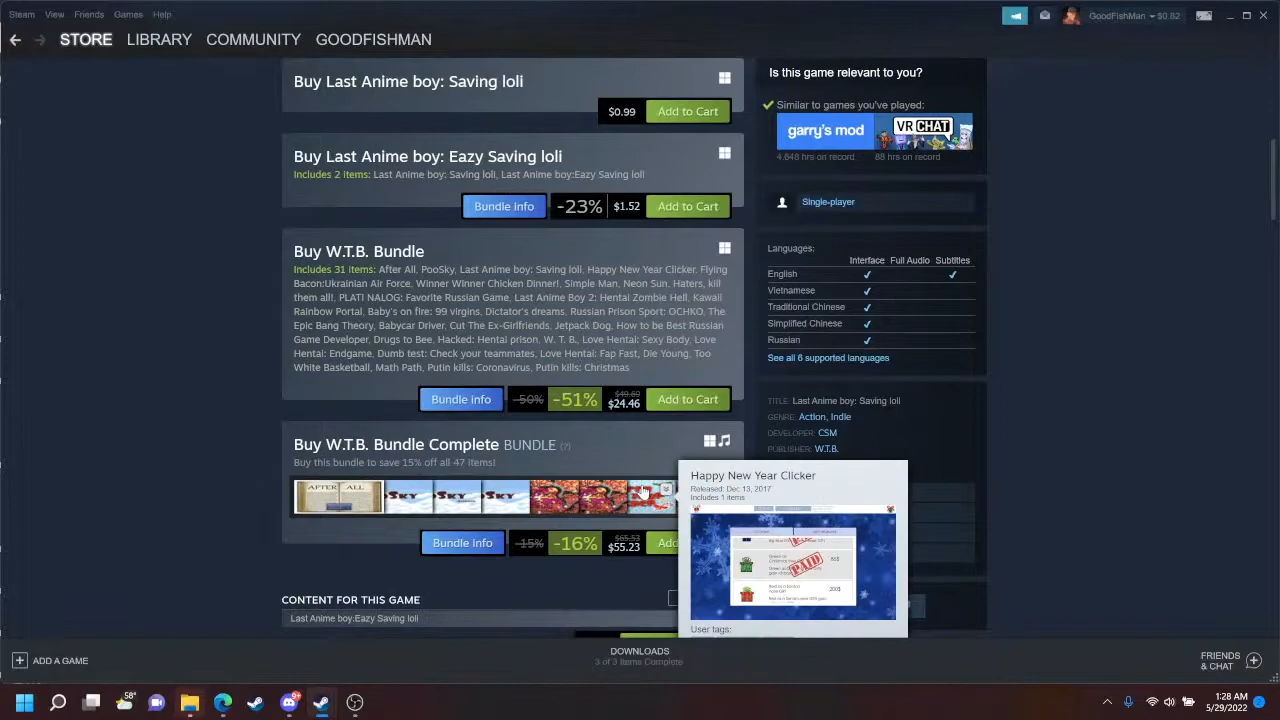 Steam View Friends Games Help
GoodFishMan $0.82
STORE LIBRARY COMMUNITY GOODFISHMAN
Buy Last Anime boy: Saving loli
$0.99 Add to Cart
Buy Last Anime boy: Eazy Saving loli
Includes 2 items: Last Anime boy: Saving loli, Last Anime boy:Eazy Saving loli
Bundle info -23% $1.52 Add to Cart
Buy W.T.B. Bundle
Includes 31 items: After All, PooSky, Last Anime boy: Saving loli, Happy New Year Clicker, Flying
Bacon:Ukrainian Air Force, Winner Winner Chicken Dinner!, Simple Man, Neon Sun, Haters, kill
them all!, PLATI NALOG: Favorite Russian Game, Last Anime Boy 2: Hentai Zombie Hell, Kawaii
Rainbow Portal, Baby's on fire: 99 virgins, Dictator's dreams, Russian Prison Sport: OCHKO, The
Epic Bang Theory, Babycar Driver, Cut The Ex-Girlfriends, Jetpack Dog, How to be Best Russian
Game Developer, Drugs to Bee, Hacked: Hentai prison, W. T. B., Love Hentai: Sexy Body, Love
Hentai: Endgame, Dumb test: Check your teammates, Love Hentai: Fap Fast, Die Young, Too
White Basketball, Math Path, Putin kills: Coronavirus, Putin kills: Christmas
Bundle info -50% -51% $49.89
$24.46 Add to Cart
Buy W.T.B. Bundle Complete BUNDLE (?)
Buy this bundle to save 15% off all 47 items!
AFTER ALL
Bundle info -15% -16% $65.53
$55.23 Add
CONTENT FOR THIS GAME
Last Anime boy:Eazy Saving loli
Is this game relevant to you?
Similar to games you've played:
garry's mod VR CHAT
4,648 hrs on record 88 hrs on record
Single-player
Languages:
Interface Full Audio Subtitles
English ✔ ✔
Vietnamese ✔
Traditional Chinese ✔
Simplified Chinese ✔
Russian ✔
See all 6 supported languages
TITLE: Last Anime boy: Saving loli
GENRE: Action, Indie
DEVELOPER: CSM
PUBLISHER: W.T.B.
Happy New Year Clicker
Released: Dec 13, 2017
Includes 1 items
PAID
User tags:
ADD A GAME
DOWNLOADS
3 of 3 Items Complete
FRIENDS
& CHAT
58°
1:28 AM
5/29/2022